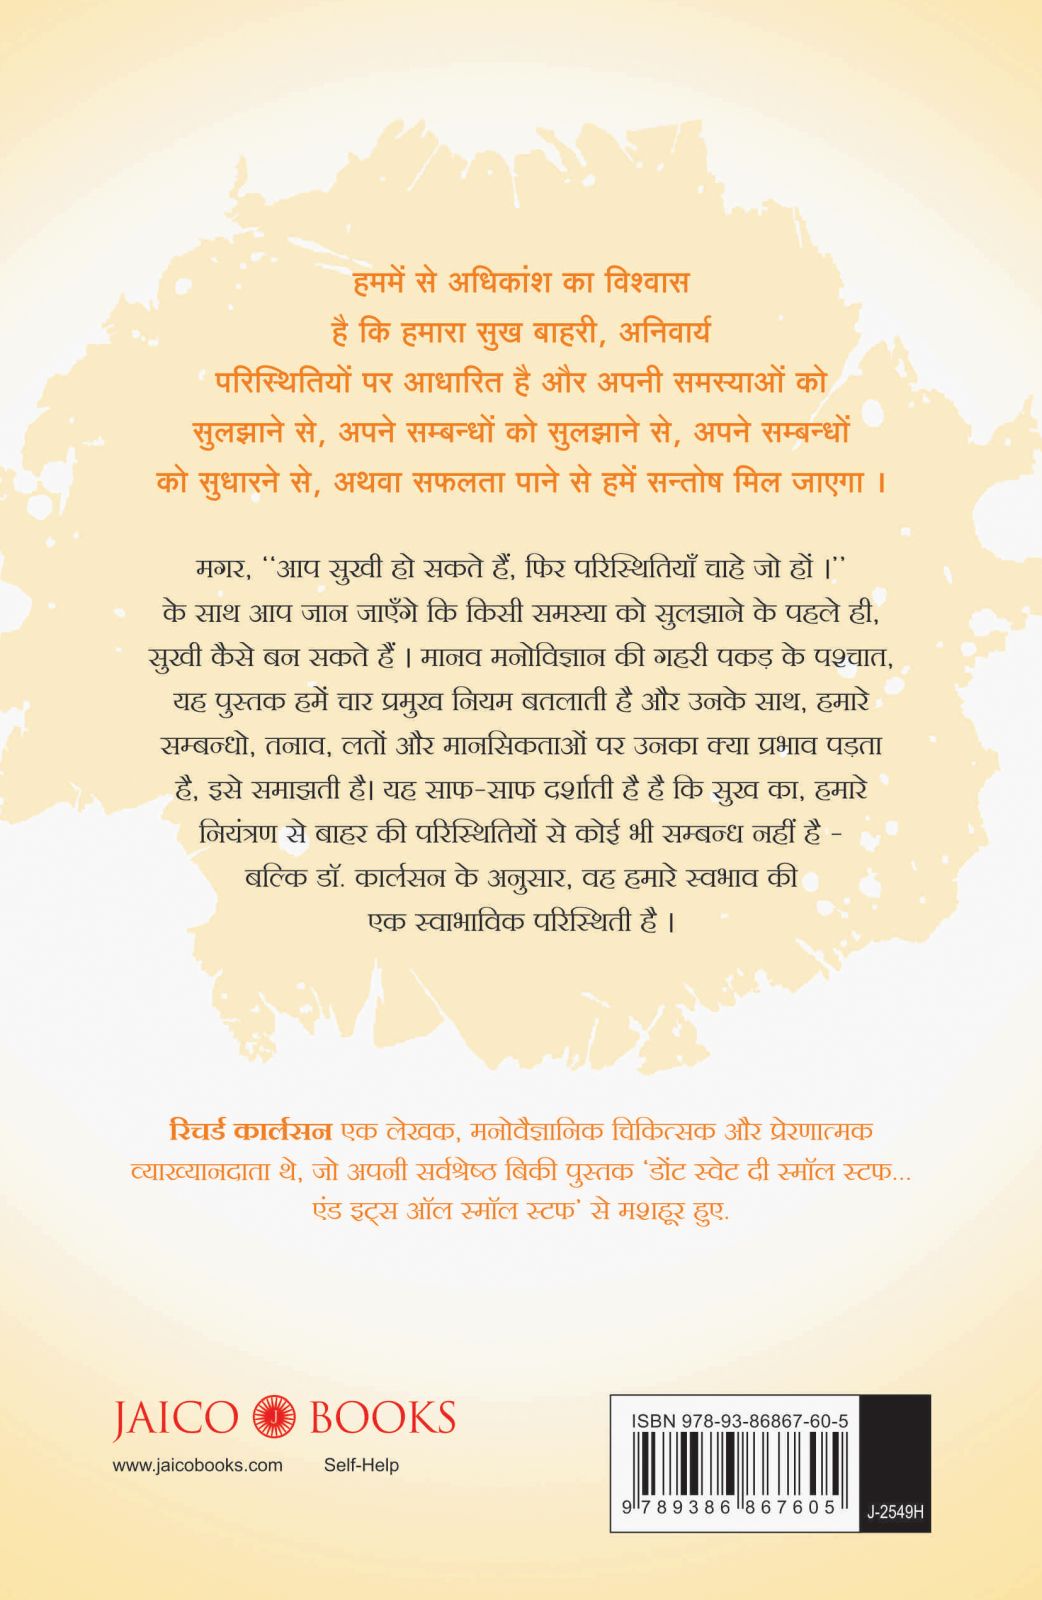 हममें से अधिकांश का विश्वास
है कि हमारा सुख बाहरी, अनिवार्य
परिस्थितियों पर आधारित है और अपनी समस्याओं को
सुलझाने से, अपने सम्बन्धों को सुलझाने से, अपने सम्बन्धों
को सुधारने से, अथवा सफलता पाने से हमें सन्तोष मिल जाएगा ।
मगर, ‘‘आप सुखी हो सकते हैं, फिर परिस्थितियाँ चाहे जो हों ।’’
के साथ आप जान जाएँगे कि किसी समस्या को सुलझाने के पहले ही,
सुखी कैसे बन सकते हैं । मानव मनोविज्ञान की गहरी पकड़ के पश्चात,
यह पुस्तक हमें चार प्रमुख नियम बतलाती है और उनके साथ, हमारे
सम्बन्धो, तनाव, लतों और मानसिकताओं पर उनका क्या प्रभाव पड़ता
है, इसे समाझती है। यह साफ-साफ दर्शाती है है कि सुख का, हमारे
नियंत्रण से बाहर की परिस्थितियों से कोई भी सम्बन्ध नहीं है -
बल्कि डॉ. कार्लसन के अनुसार, वह हमारे स्वभाव की
एक स्वाभाविक परिस्थिती है ।
रिचर्ड कार्लसन एक लेखक, मनोवैज्ञानिक चिकित्सक और प्रेरणात्मक
व्याख्यानदाता थे, जो अपनी सर्वश्रेष्ठ बिकी पुस्तक ‘डोंट स्वेट दी स्मॉल स्टफ...
एंड इट्स ऑल स्मॉल स्टफ’ से मशहूर हुए.
JAICO J BOOKS
www.jaicobooks.com Self-Help
ISBN 978-93-86867-60-5
9 789386 867605
J-2549H